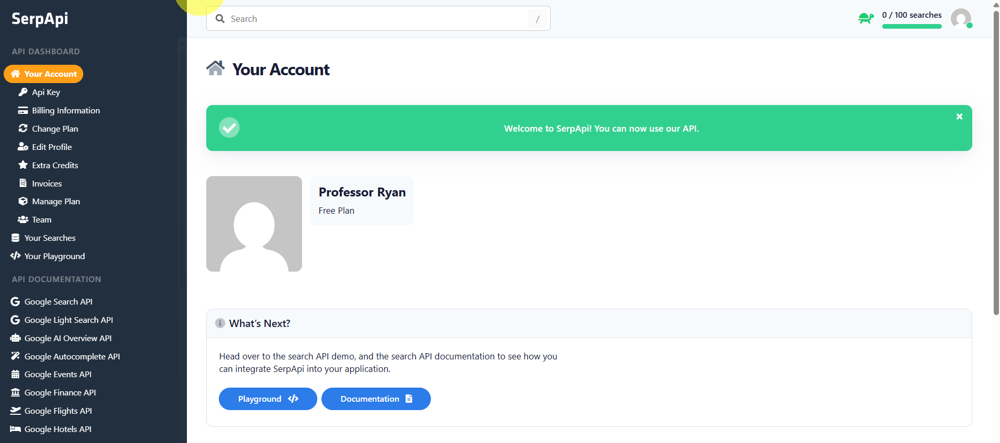 SerpApi
API DASHBOARD
Your Account
Api Key
Billing Information
Change Plan
Edit Profile
Extra Credits
Invoices
Manage Plan
Team
Your Searches
Your Playground
API DOCUMENTATION
Google Search API
Google Light Search API
Google AI Overview API
Google Autocomplete API
Google Events API
Google Finance API
Google Flights API
Google Hotels API
Search /
0 / 100 searches
Your Account
Welcome to SerpApi! You can now use our API.
Professor Ryan
Free Plan
What's Next?
Head over to the search API demo, and the search API documentation to see how you
can integrate SerpApi into your application.
Playground
Documentation